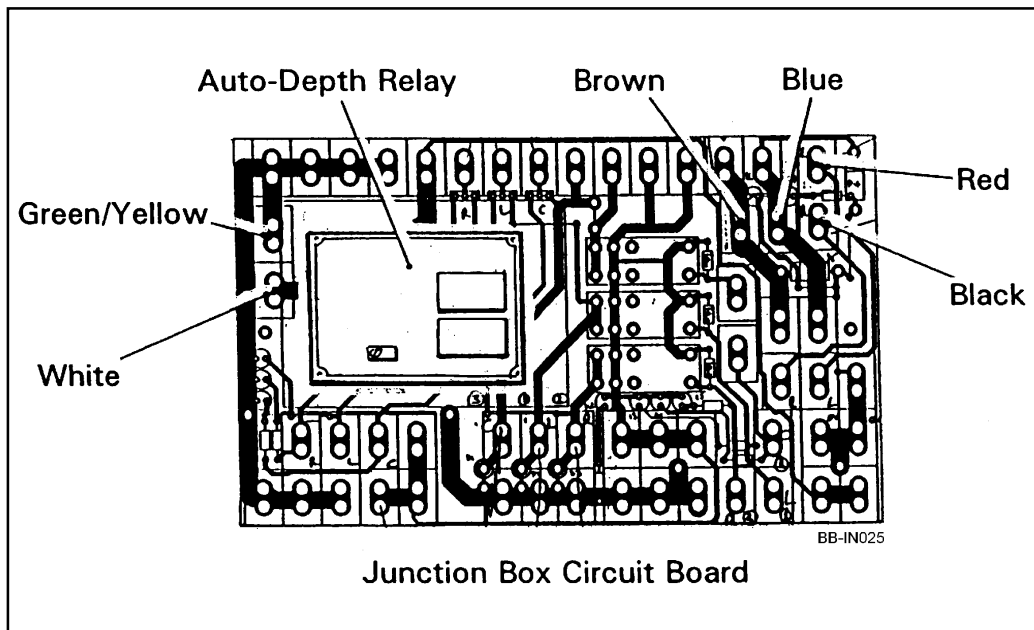 Auto-Depth Relay
Brown
Blue
Red
Green/Yellow
Black
White
BB-IN025
Junction Box Circuit Board